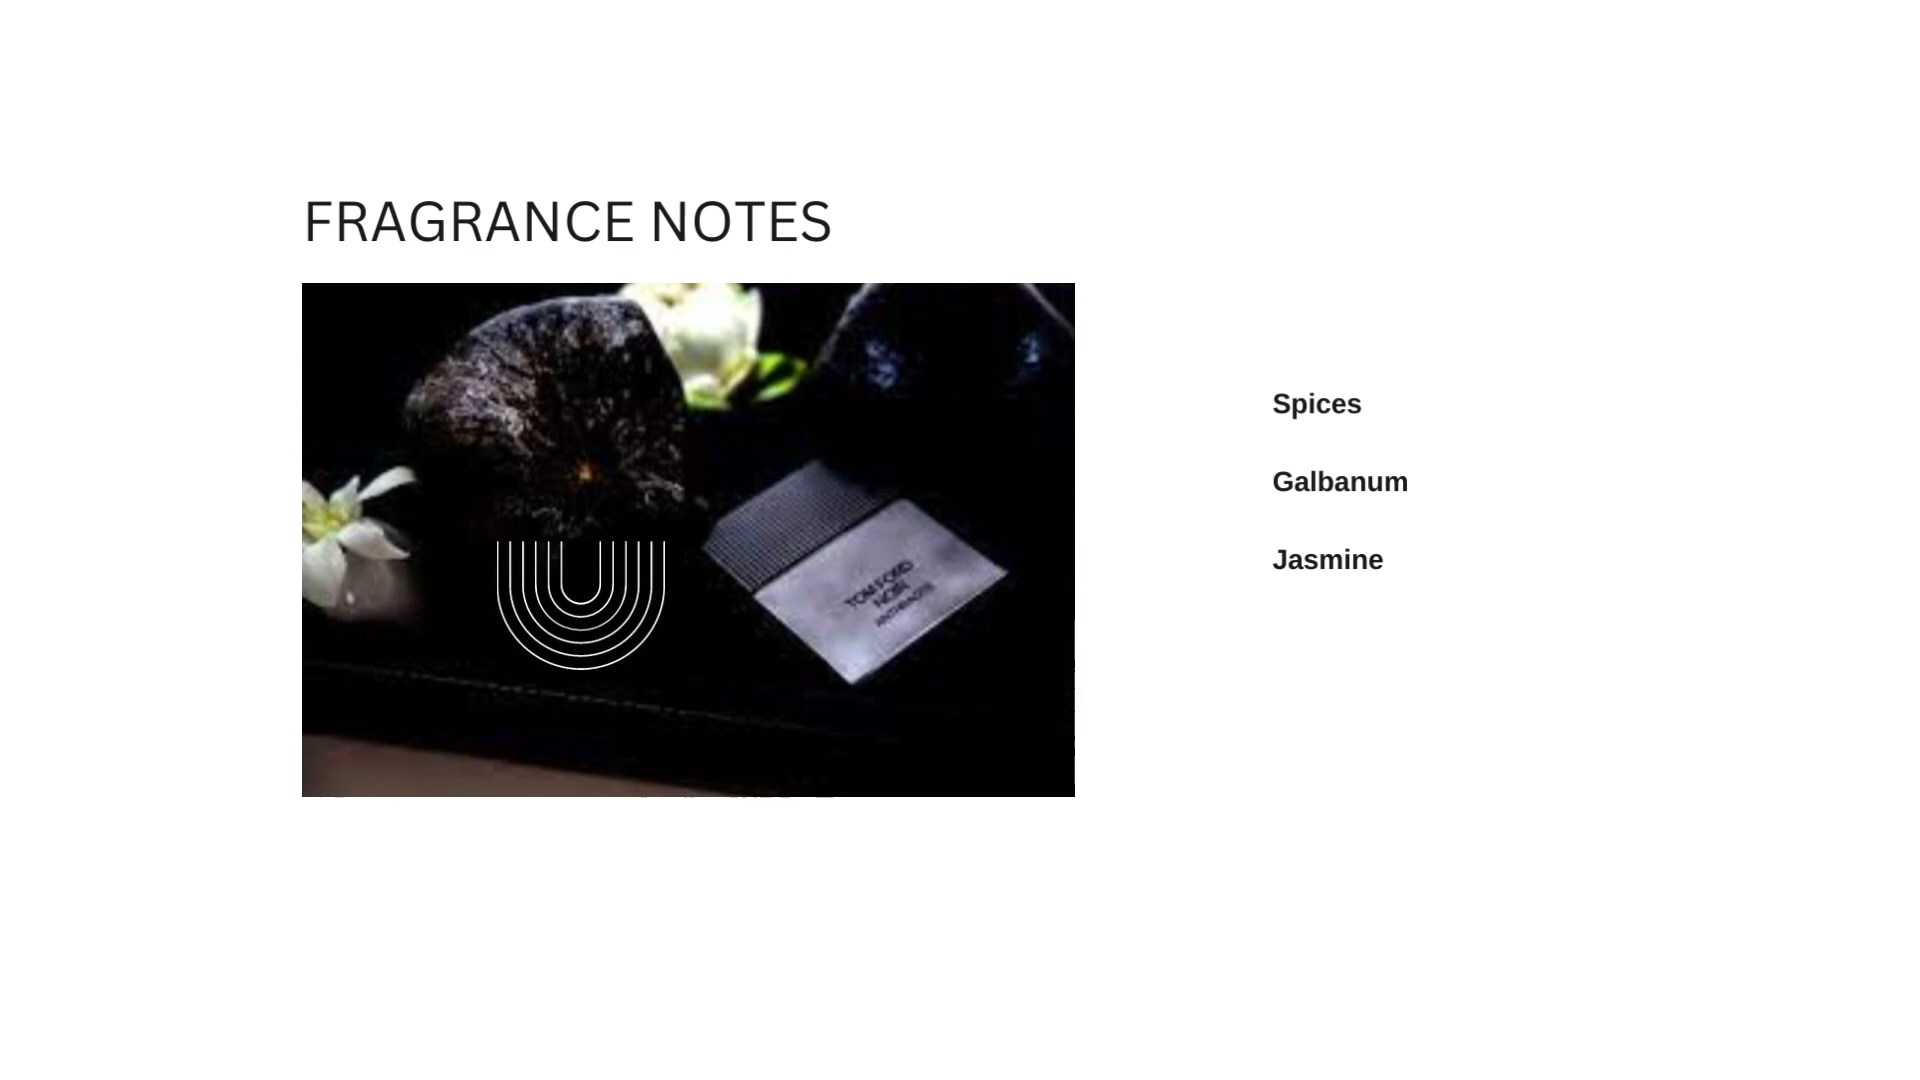 FRAGRANCE NOTES
Spices
Galbanum
Jasmine
TOM FORD
NOIR